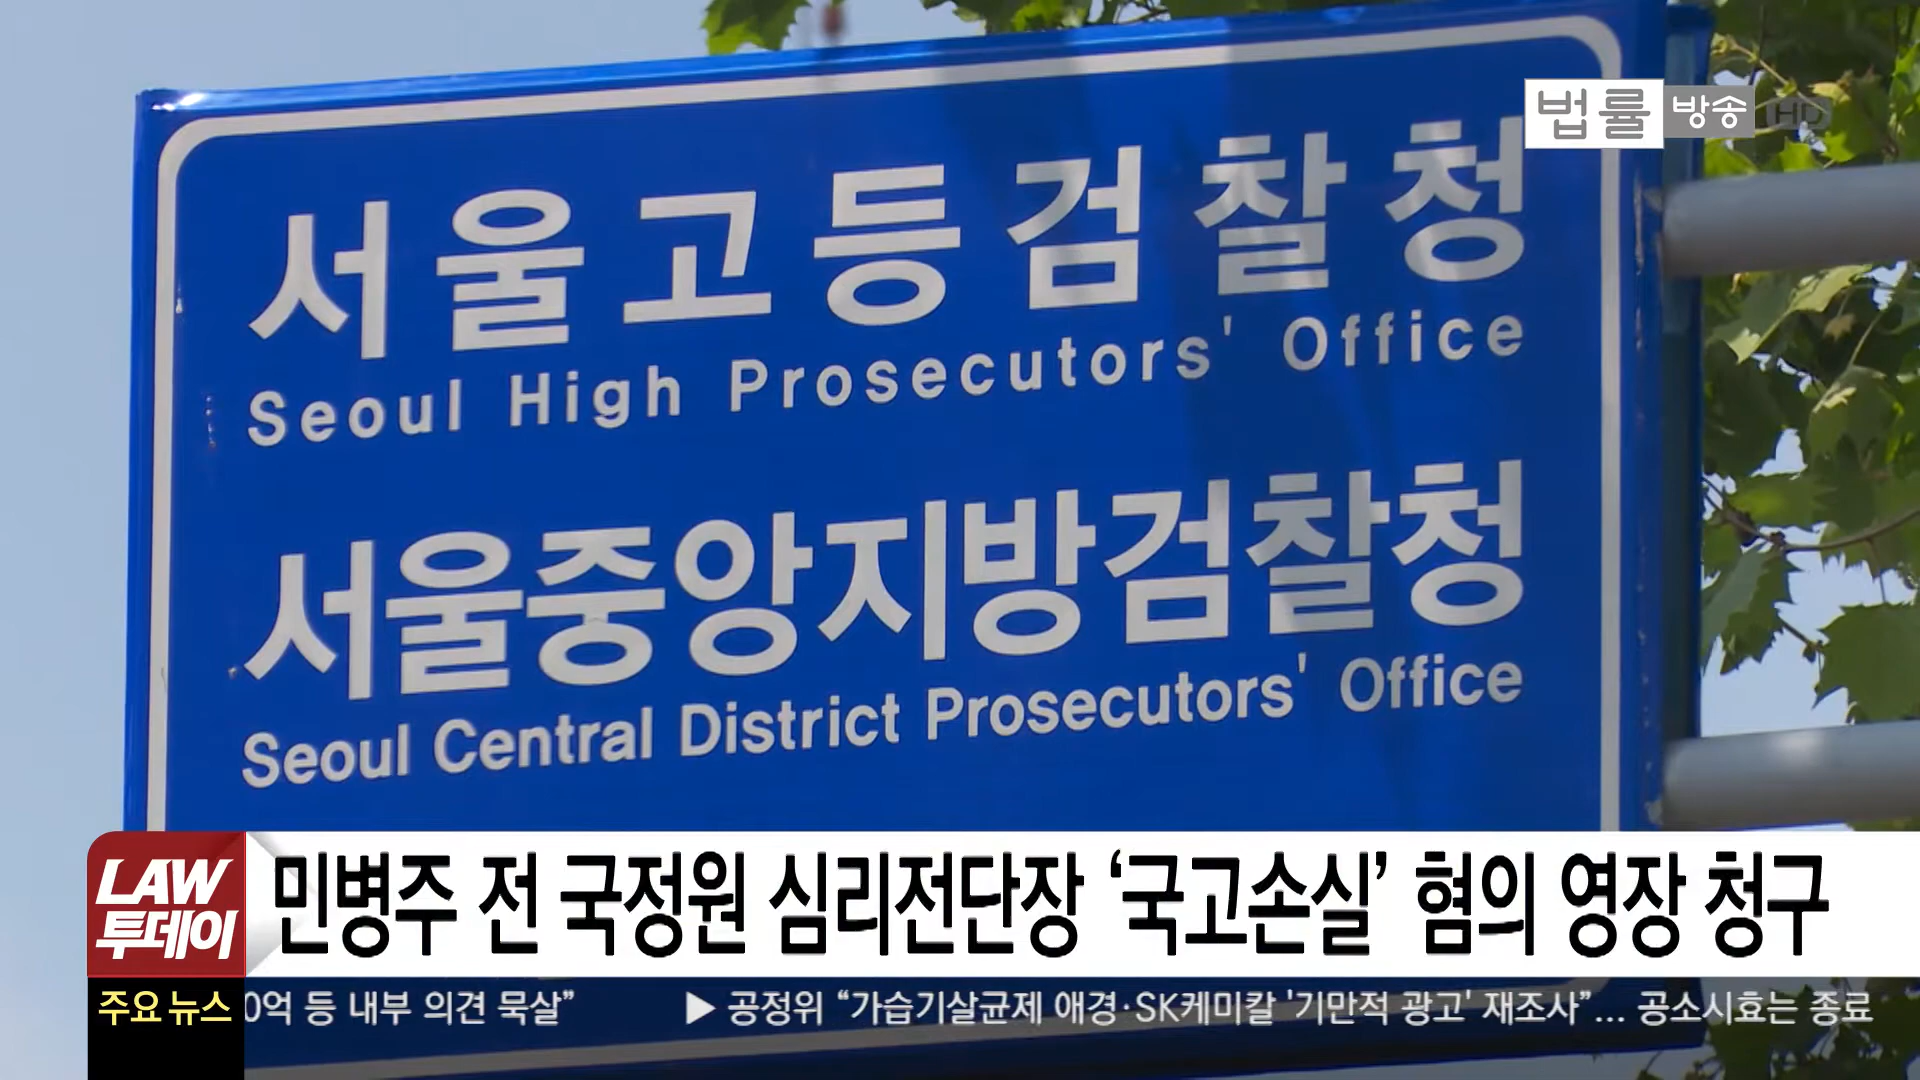 법률방송 HD
서울고등검찰청
Seoul High Prosecutors' Office
서울중앙지방검찰청
Seoul Central District Prosecutors' Office
LAW
투데이
민병주 전 국정원 심리전단장 ‘국고손실’ 혐의 영장 청구
주요 뉴스
0억 등 내부 의견 묵살” ▶ 공정위 “가습기살균제 애경·SK케미칼 '기만적 광고' 재조사”... 공소시효는 종료